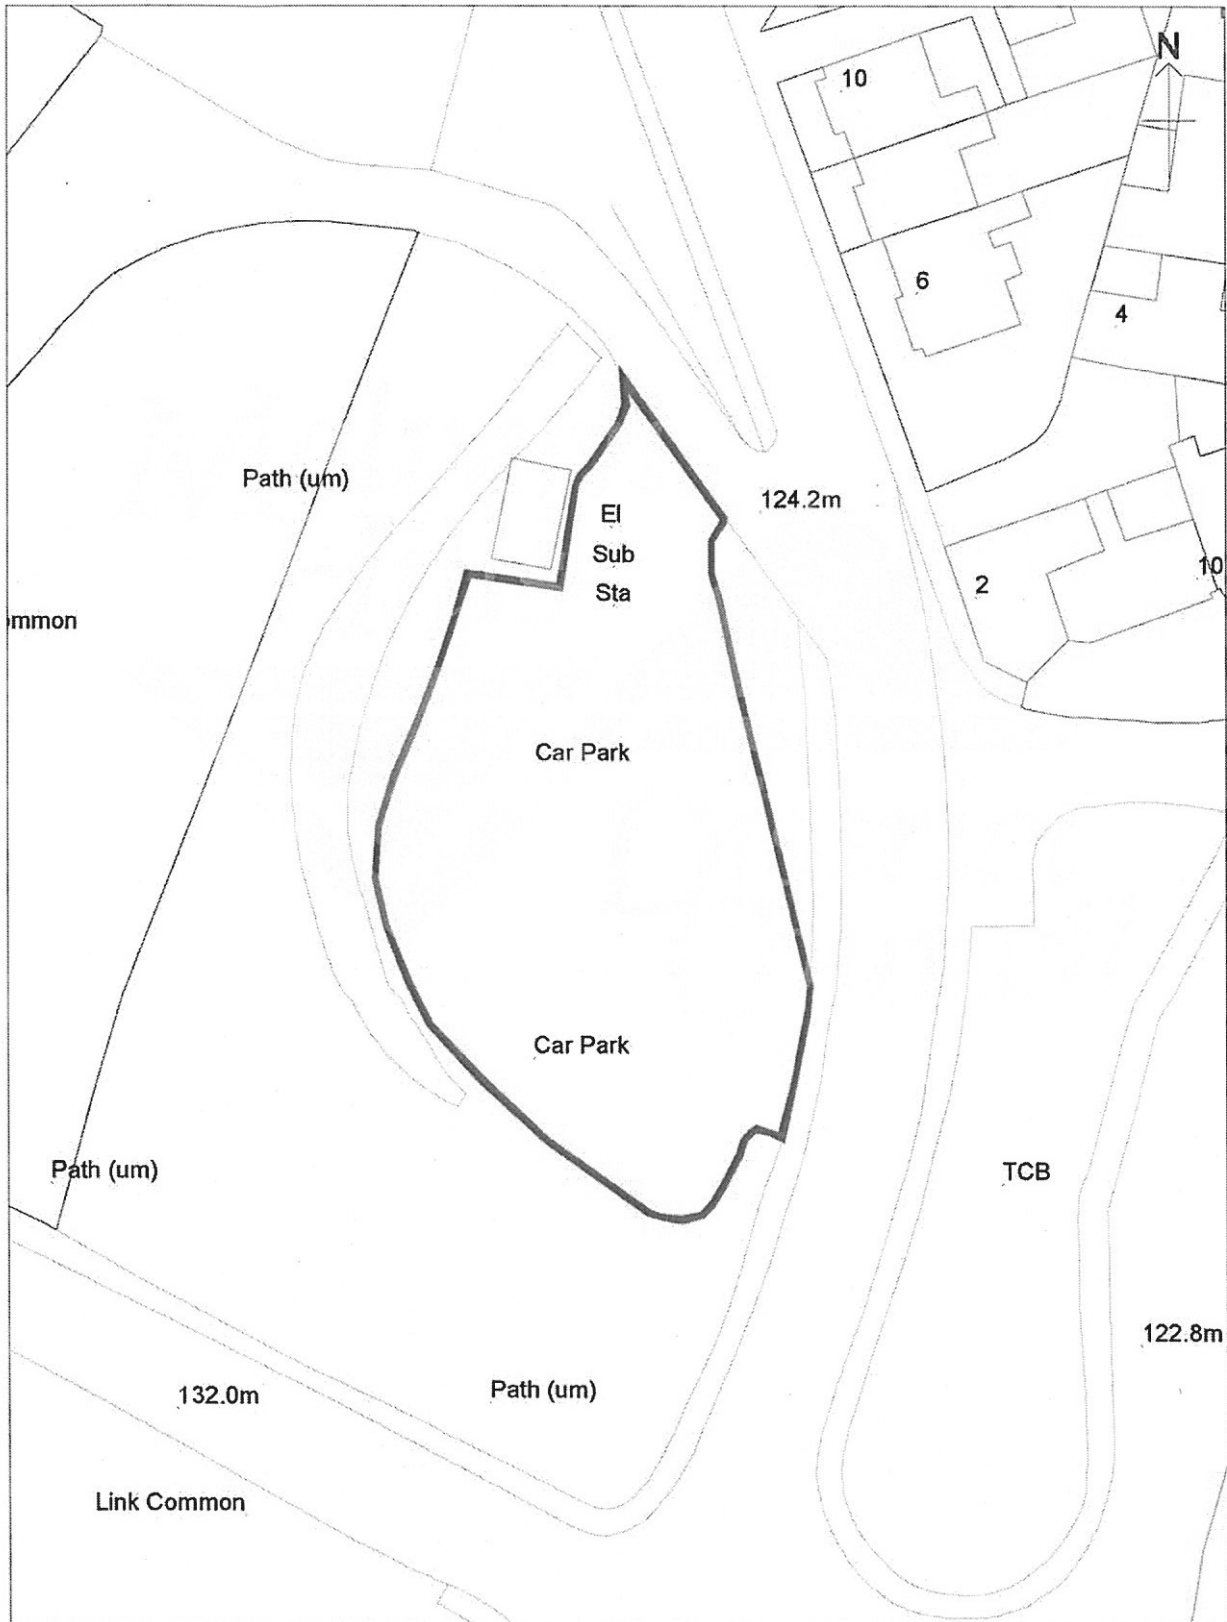 N
10
6
4
Path (um)
124.2m
El
Sub
Sta
10
2
ommon
Car Park
Car Park
Path (um)
TCB
122.8m
132.0m
Path (um)
Link Common